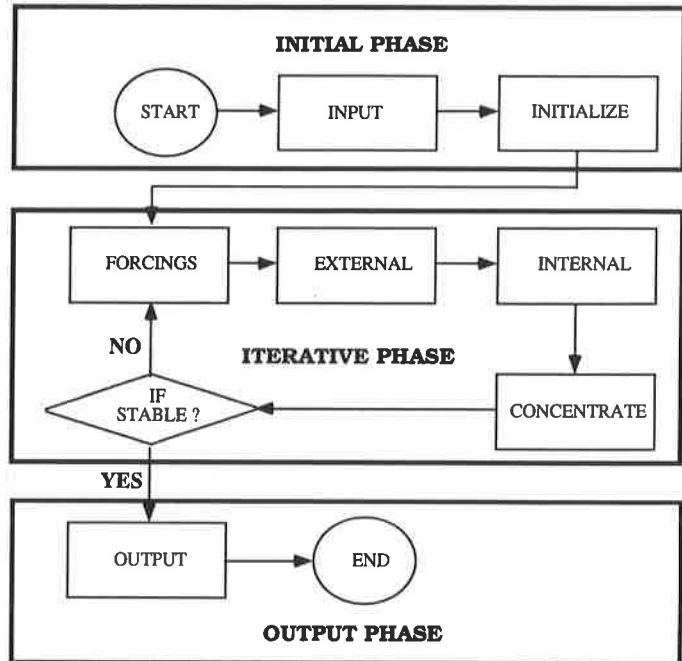 INITIAL PHASE
START
INPUT
INITIALIZE
FORCINGS
EXTERNAL
INTERNAL
NO
ITERATIVE PHASE
IF
STABLE ?
CONCENTRATE
YES
OUTPUT
END
OUTPUT PHASE